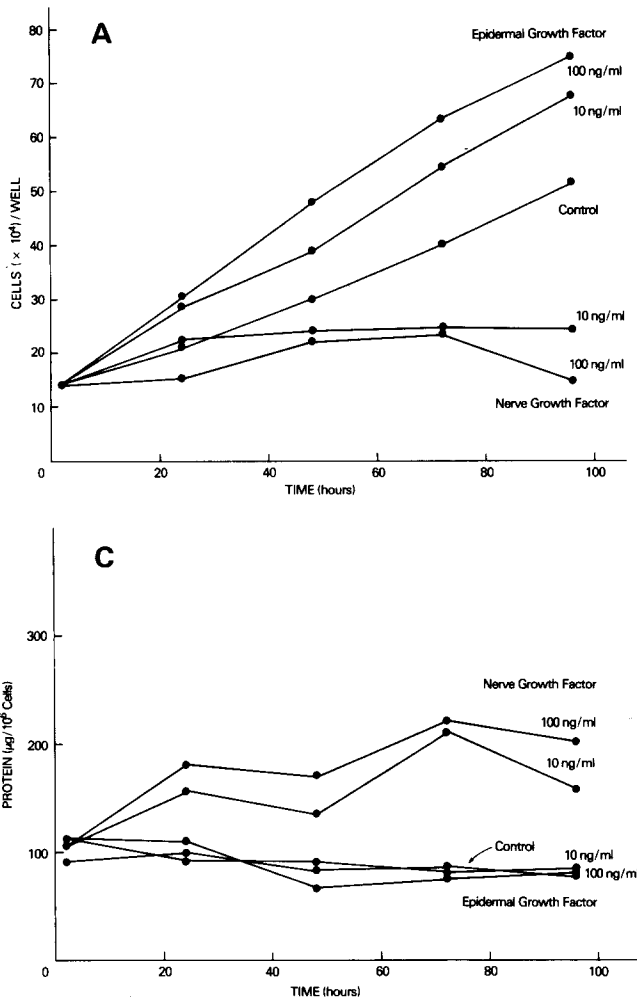 A
80
70
60
50
40
30
20
10
CELLS (× 10⁴) / WELL
Epidermal Growth Factor
100 ng/ml
10 ng/ml
Control
10 ng/ml
100 ng/ml
Nerve Growth Factor
0 20 40 60 80 100
TIME (hours)
C
300
200
100
PROTEIN (μg/10⁶ Cells)
Nerve Growth Factor
100 ng/ml
10 ng/ml
Control
10 ng/ml
100 ng/ml
Epidermal Growth Factor
0 20 40 60 80 100
TIME (hours)